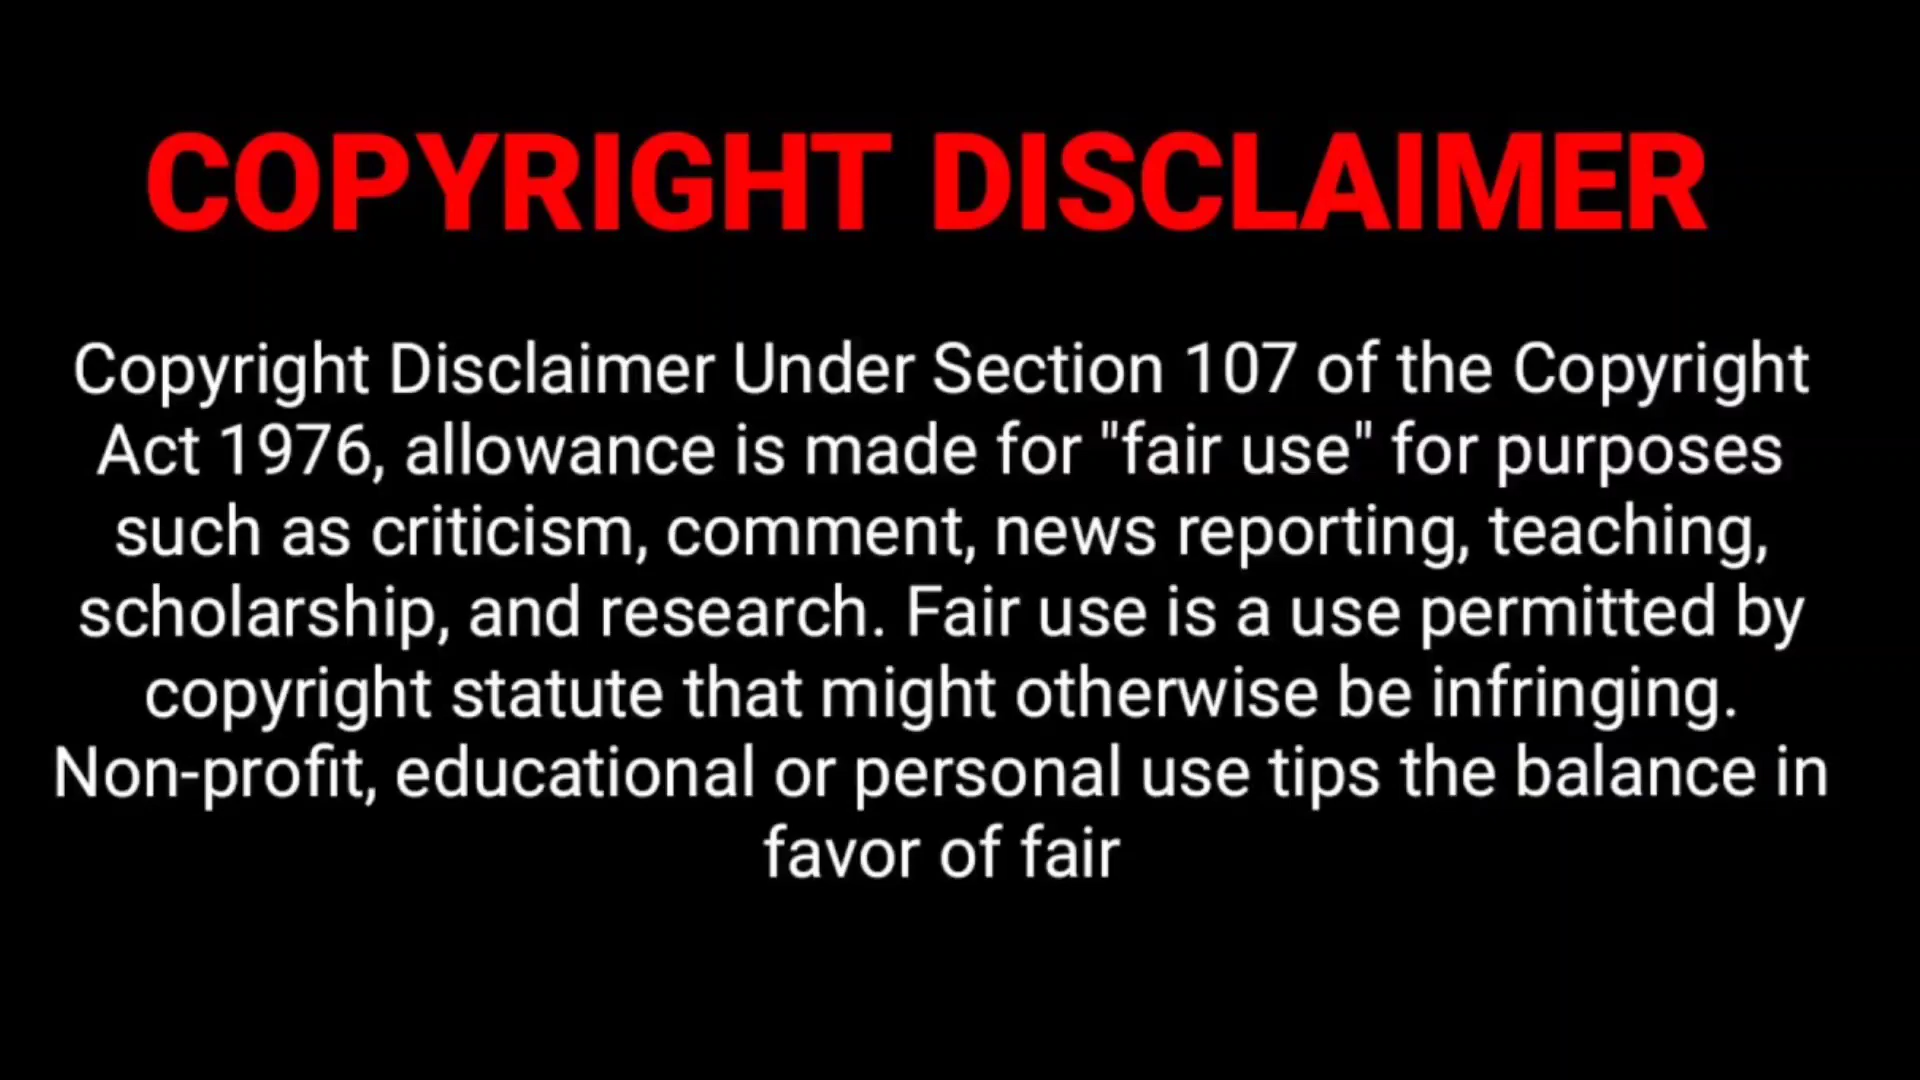 COPYRIGHT DISCLAIMER
Copyright Disclaimer Under Section 107 of the Copyright
Act 1976, allowance is made for "fair use" for purposes
such as criticism, comment, news reporting, teaching,
scholarship, and research. Fair use is a use permitted by
copyright statute that might otherwise be infringing.
Non-profit, educational or personal use tips the balance in
favor of fair